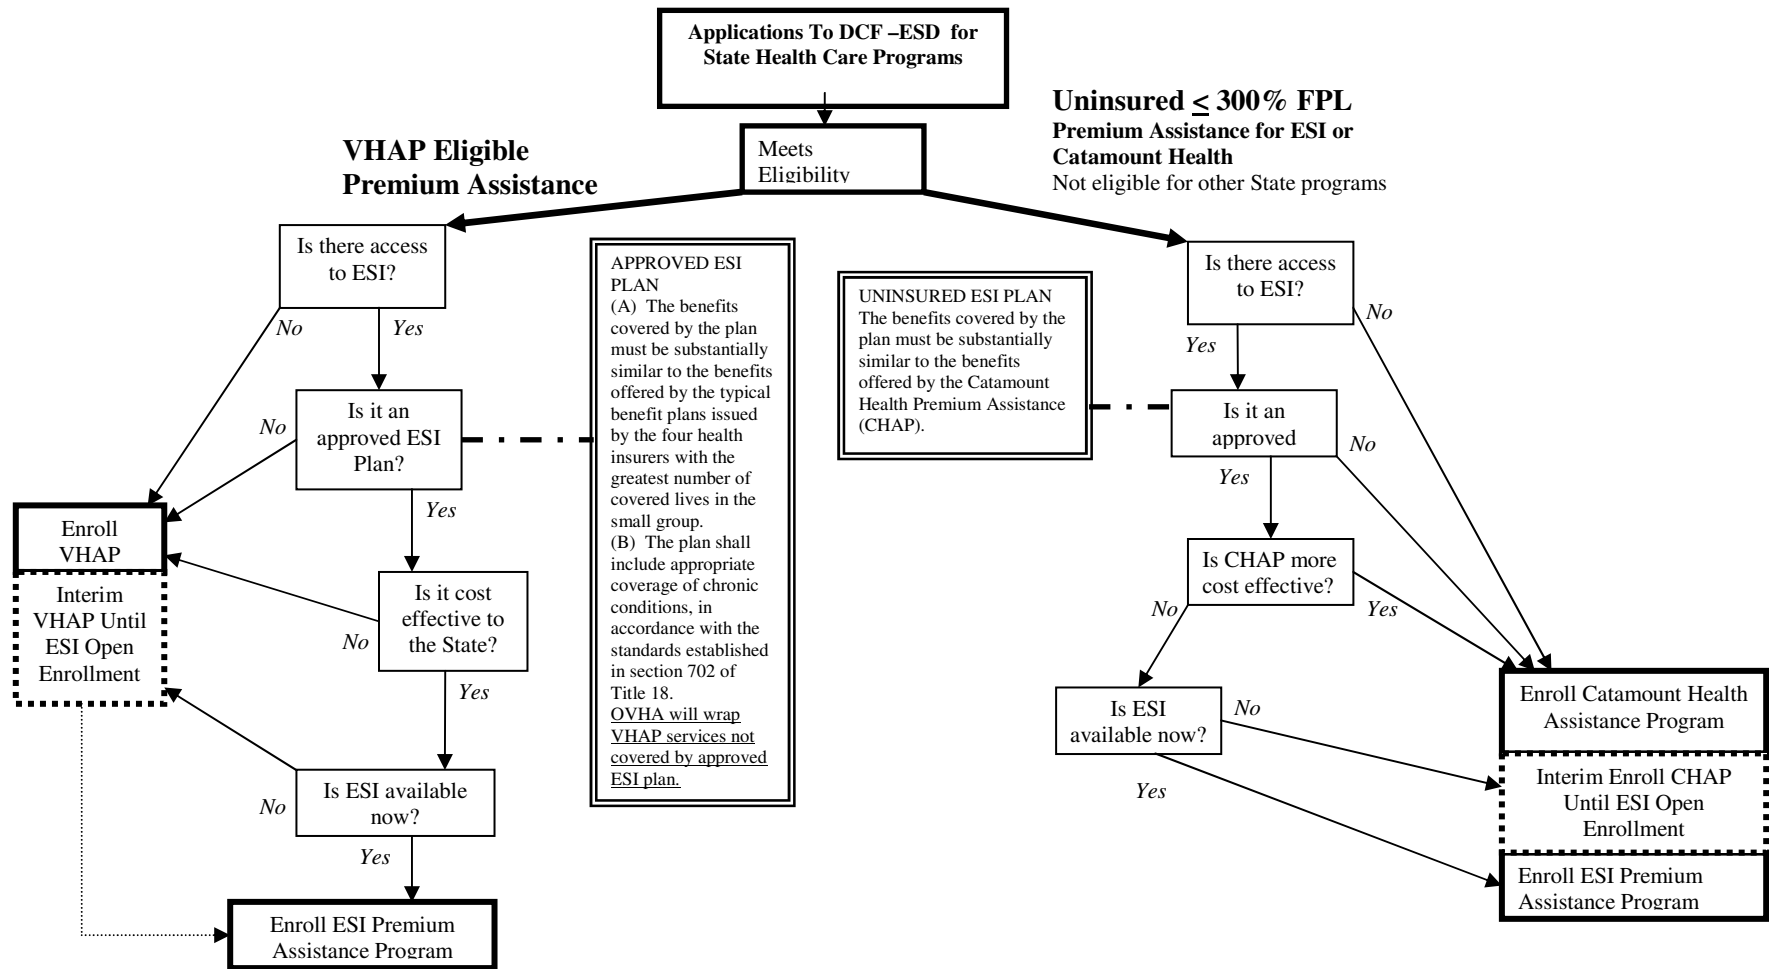 Applications To DCF –ESD for
State Health Care Programs
Uninsured ≤ 300% FPL
Premium Assistance for ESI or
Catamount Health
Not eligible for other State programs
Meets
Eligibility
VHAP Eligible
Premium Assistance
Is there access
to ESI?
No
Yes
Is it an
approved ESI
Plan?
No
Yes
Enroll
VHAP
Interim
VHAP Until
ESI Open
Enrollment
Is it cost
effective to
the State?
No
Yes
Is ESI available
now?
No
Yes
Enroll ESI Premium
Assistance Program
APPROVED ESI
PLAN
(A) The benefits
covered by the plan
must be substantially
similar to the benefits
offered by the typical
benefit plans issued
by the four health
insurers with the
greatest number of
covered lives in the
small group.
(B) The plan shall
include appropriate
coverage of chronic
conditions, in
accordance with the
standards established
in section 702 of
Title 18.
OVHA will wrap
VHAP services not
covered by approved
ESI plan.
UNINSURED ESI PLAN
The benefits covered by the
plan must be substantially
similar to the benefits
offered by the Catamount
Health Premium Assistance
(CHAP).
Is there access
to ESI?
No
Yes
Is it an
approved
No
Yes
Is CHAP more
cost effective?
No
Yes
Is ESI
available now?
No
Yes
Enroll Catamount Health
Assistance Program
Interim Enroll CHAP
Until ESI Open
Enrollment
Enroll ESI Premium
Assistance Program